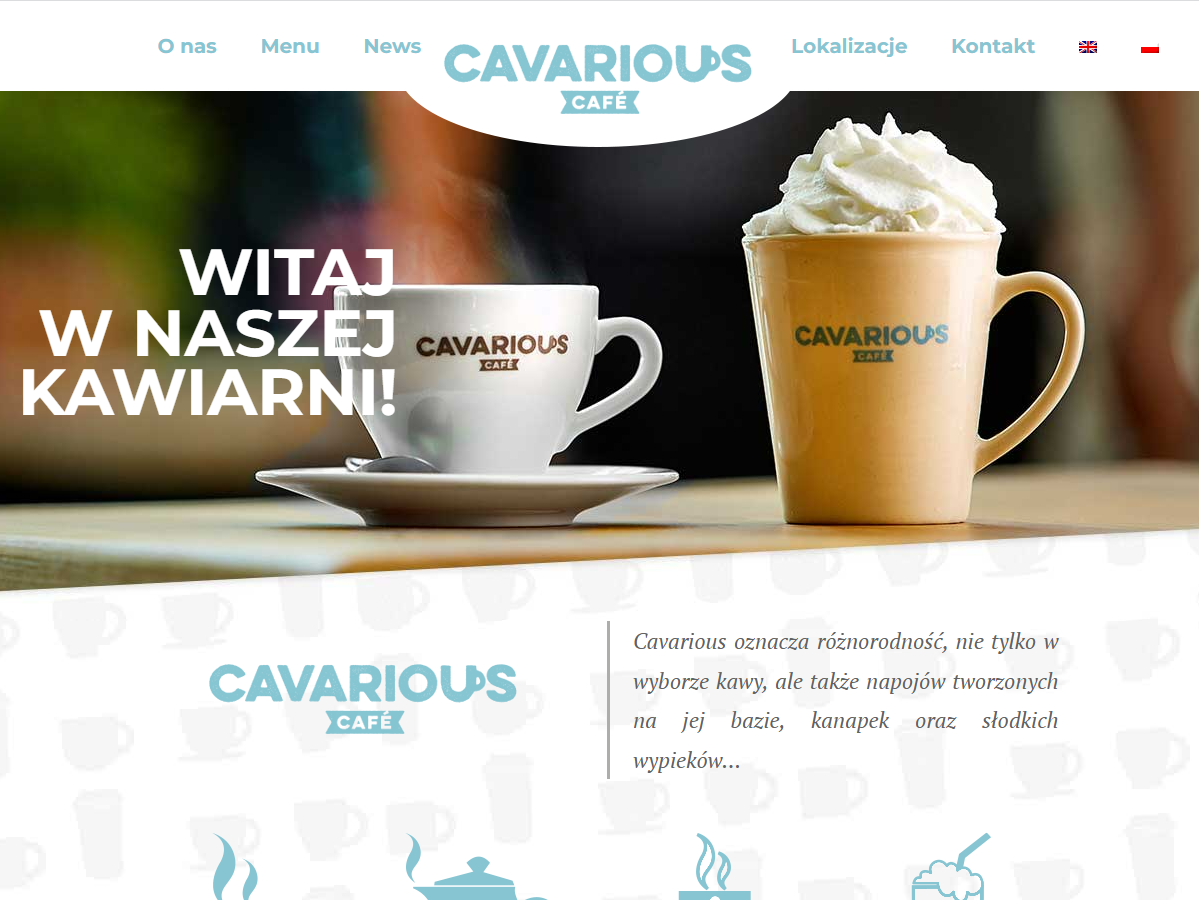 O nas
Menu
News
CAVARIOUS
CAFÉ
Lokalizacje
Kontakt
WITAJ
W NASZEJ
KAWIARNI!
CAVARIOUS
CAFÉ
CAVARIOUS
CAFÉ
CAVARIOUS
CAFÉ
Cavarious oznacza różnorodność, nie tylko w
wyborze kawy, ale także napojów tworzonych
na jej bazie, kanapek oraz słodkich
wypieków...